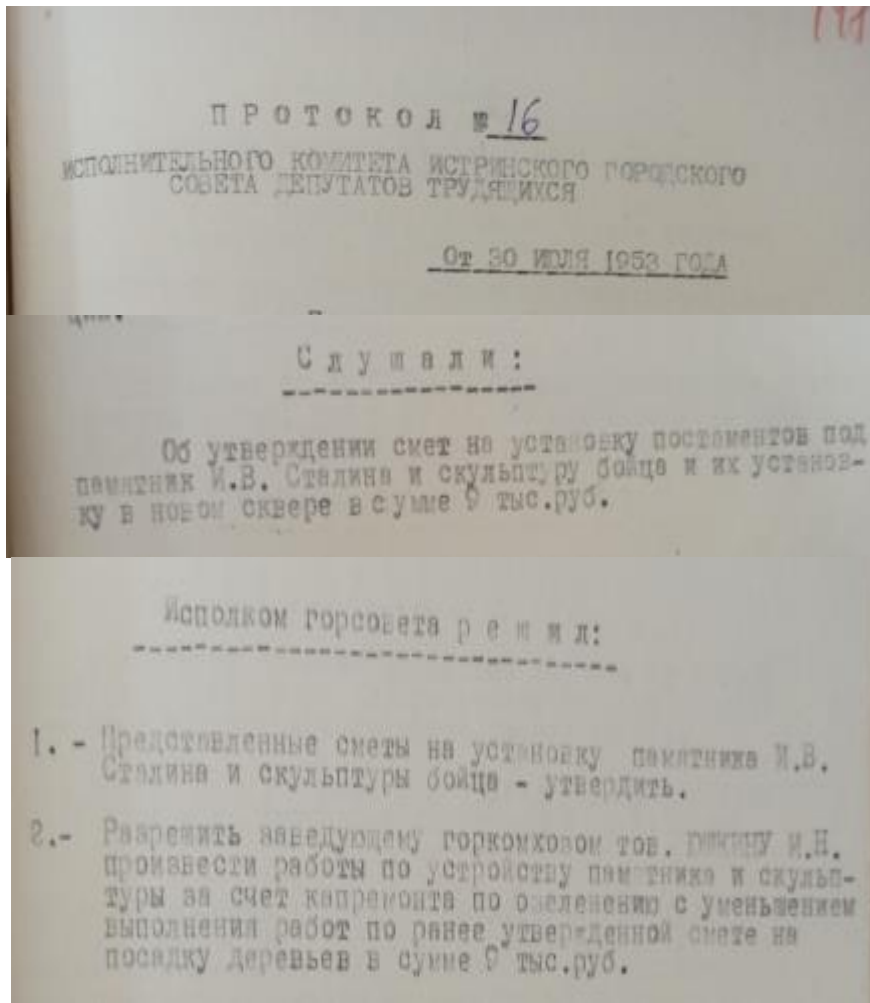 191
П Р О Т О К О Л № 16
ИСПОЛНИТЕЛЬНОГО КОМИТЕТА ИСТРИНСКОГО ГОРОДСКОГО
СОВЕТА ДЕПУТАТОВ ТРУДЯЩИХСЯ
От 30 ИЮЛЯ 1953 ГОДА
С л у ш а л и :
Об утверждении смет на установку постаментов под
памятник И.В. Сталина и скульптуру бойца и их установ-
ку в новом сквере в сумме 9 тыс.руб.
Исполком горсовета р е ш и л:
1. - Представленные сметы на установку памятника И.В.
Сталина и скульптуры бойца - утвердить.
2.- Разрешить заведующему горкомхозом тов. И.Н.
произвести работы по устройству памятника и скульп-
туры за счет капремонта по озеленению с уменьшением
выполнения работ по ранее утвержденной смете на
посадку деревьев в сумме 9 тыс.руб.